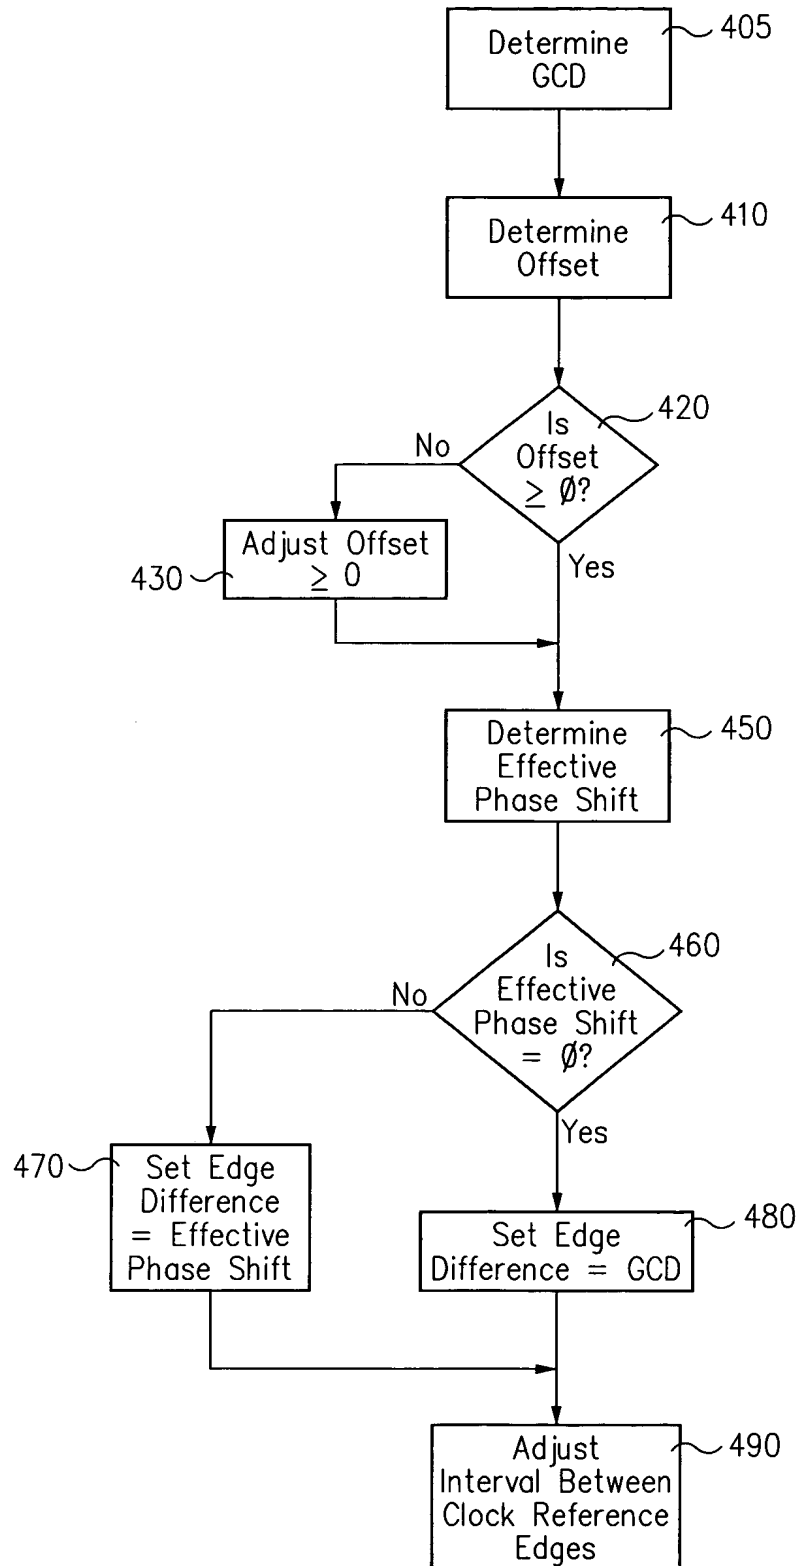 Determine
GCD
405
Determine
Offset
410
Is
Offset
≥ Ø?
420
No
Yes
Adjust Offset
≥ 0
430
Determine
Effective
Phase Shift
450
Is
Effective
Phase Shift
= Ø?
460
No
Yes
470
Set Edge
Difference
= Effective
Phase Shift
Set Edge
Difference = GCD
480
Adjust
Interval Between
Clock Reference
Edges
490